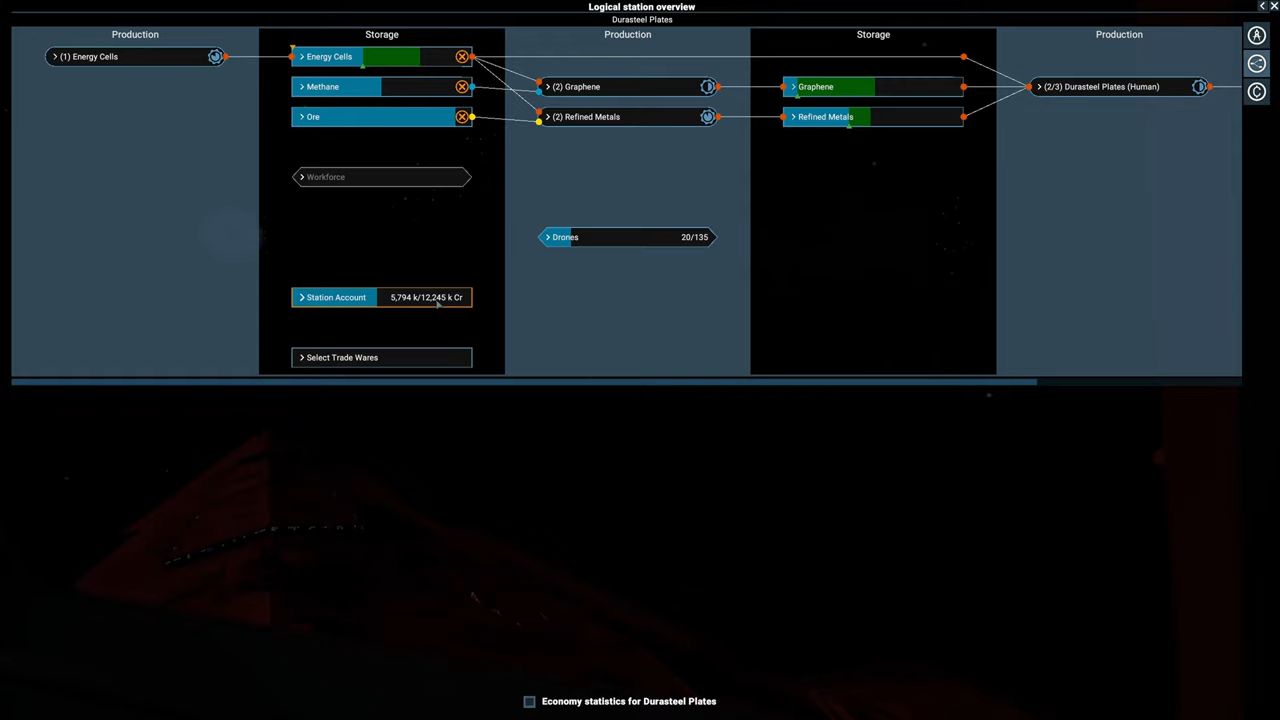 Logical station overview
Durasteel Plates
Production
Storage
Production
Storage
Production
(1) Energy Cells
Energy Cells
Methane
(2) Graphene
Graphene
(2/3) Durasteel Plates (Human)
Ore
(2) Refined Metals
Refined Metals
Workforce
Drones 20/135
Station Account 5,794 k/12,245 k Cr
Select Trade Wares
Economy statistics for Durasteel Plates
A
C